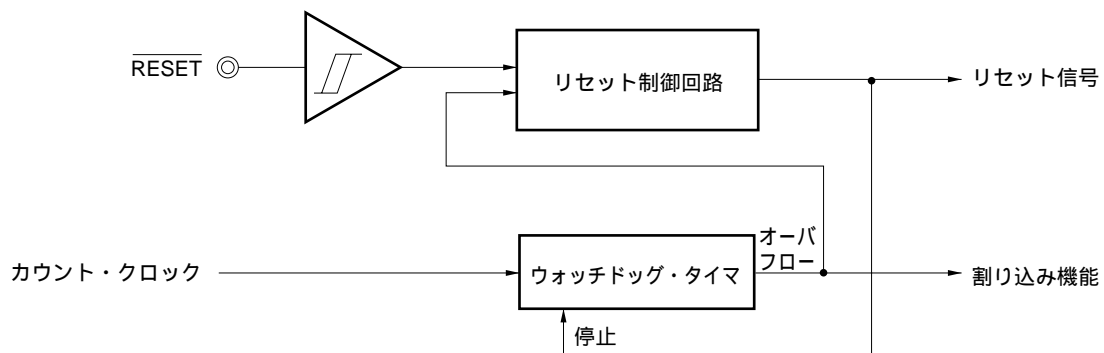 RESET
リセット制御回路
リセット信号
オーバ
フロー
カウント・クロック
ウォッチドッグ・タイマ
割り込み機能
停止